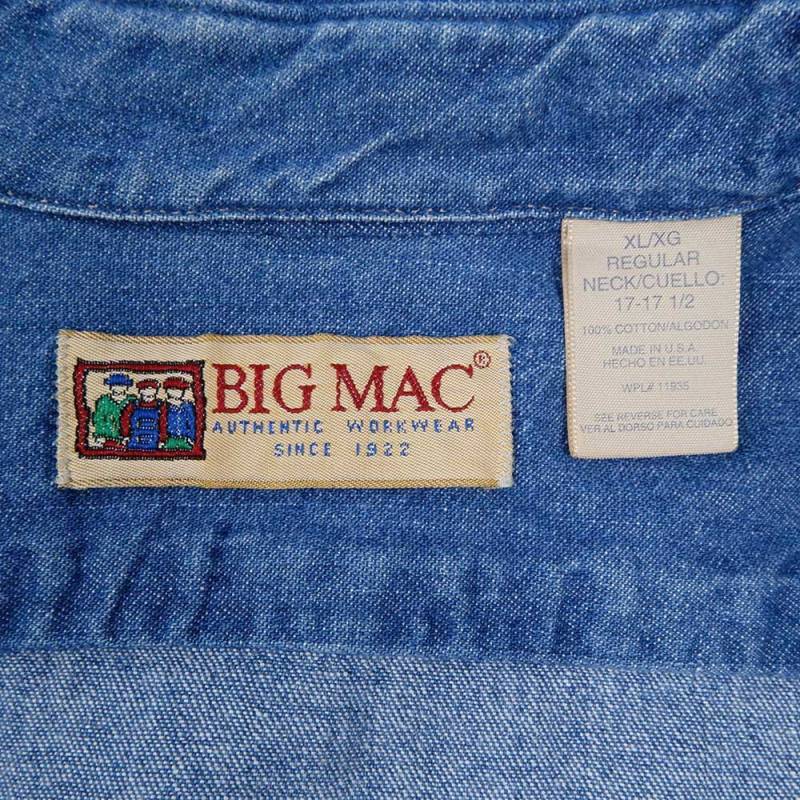 BIG MAC®
AUTHENTIC WORKWEAR
SINCE 1922
XL/XG
REGULAR
NECK/CUELLO:
17-17 1/2
100% COTTON/ALGODON
MADE IN U.S.A
HECHO EN EE.UU.
WPL# 11935
SEE REVERSE FOR CARE
VER AL DORSO PARA CUIDADO